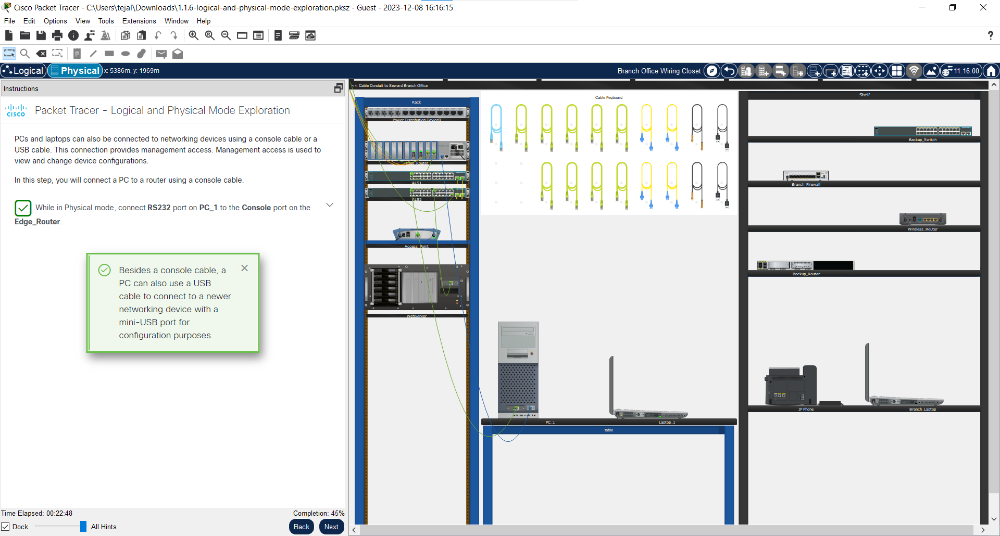 Cisco Packet Tracer - C:\Users\tejal\Downloads\1.1.6-logical-and-physical-mode-exploration.pksz - Guest - 2023-12-08 16:16:15
File Edit Options View Tools Extensions Window Help
?
Logical Physical x: 5386m, y: 1969m
Branch Office Wiring Closet 11:16:00
Instructions
CISCO
Packet Tracer - Logical and Physical Mode Exploration
PCs and laptops can also be connected to networking devices using a console cable or a
USB cable. This connection provides management access. Management access is used to
view and change device configurations.
In this step, you will connect a PC to a router using a console cable.
While in Physical mode, connect RS232 port on PC_1 to the Console port on the
Edge_Router.
Besides a console cable, a
PC can also use a USB
cable to connect to a newer
networking device with a
mini-USB port for
configuration purposes.
Time Elapsed: 00:22:48
Completion: 45%
Dock
All Hints
Back
Next
<< Cable Conduit to Seward Branch Office
Rack
Power Distribution Device0
Edge_Router
ALS1
ALS2
Access_Point
WebServer
Cable Pegboard
PC_1
Laptop_1
Table
Shelf
Backup_Switch
Branch_Firewall
Wireless_Router
Backup_Router
IP Phone
Branch_Laptop